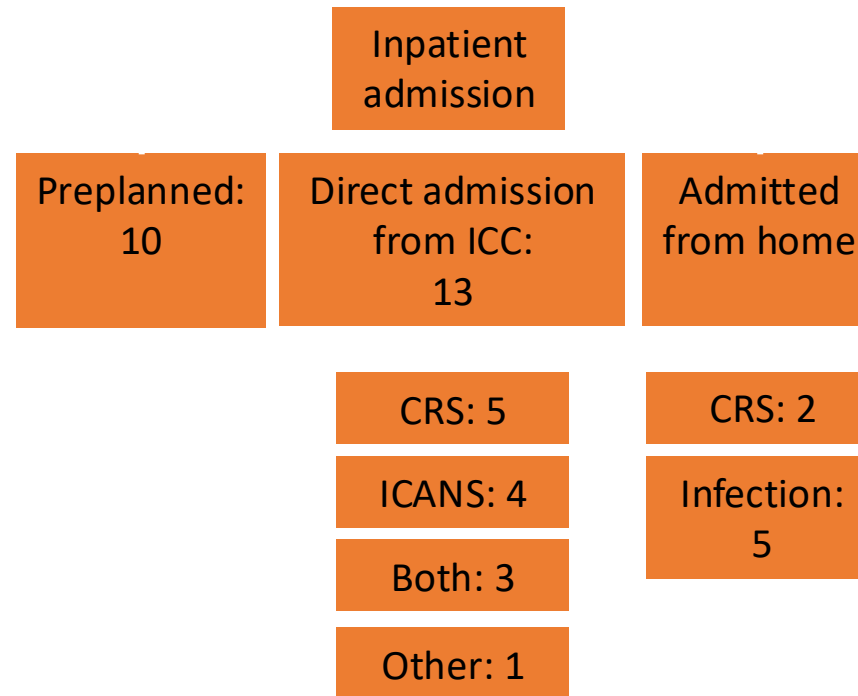 Inpatient
admission
Preplanned:
10
Direct admission
from ICC:
13
Admitted
from home
CRS: 5
ICANS: 4
Both: 3
Other: 1
CRS: 2
Infection:
5